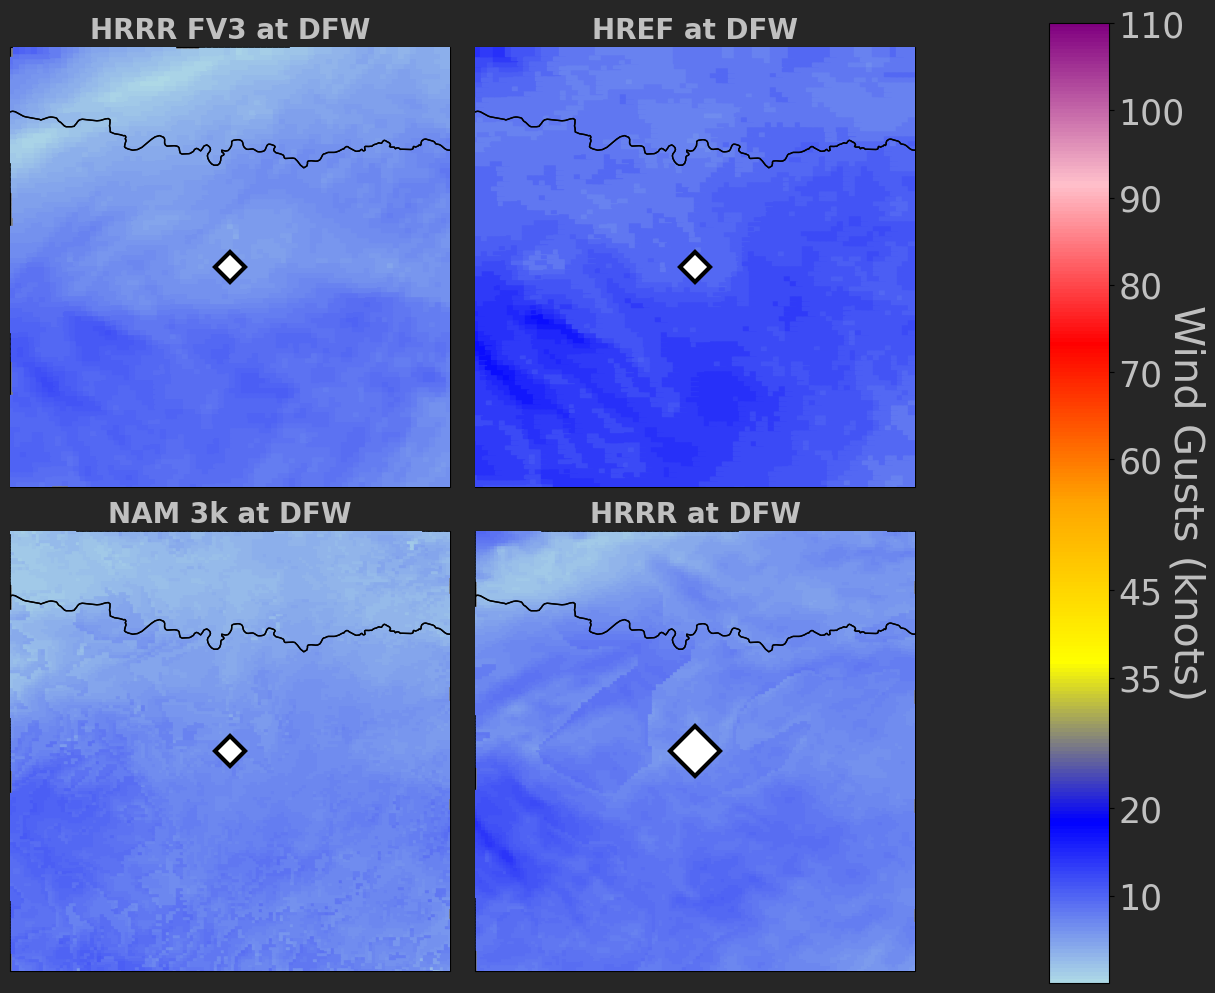 HRRR FV3 at DFW
HREF at DFW
NAM 3k at DFW
HRRR at DFW
110
100
90
80
70
60
45
35
20
10
Wind Gusts (knots)